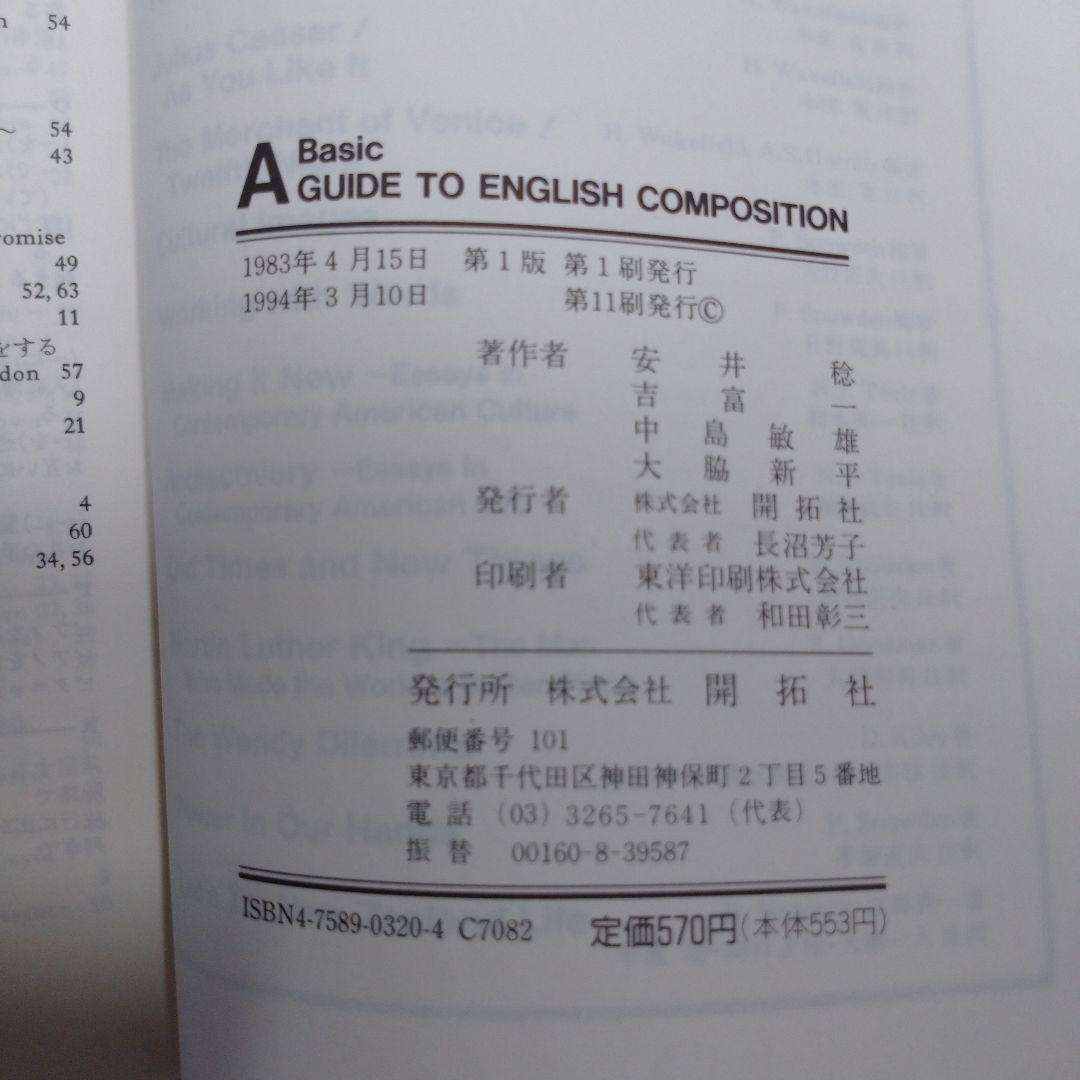 54
～ 54
43
omise
49
52, 63
11
をする
don 57
9
21
4
60
34, 56
A Basic
GUIDE TO ENGLISH COMPOSITION
1983年4月15日 第1版 第1刷発行
1994年3月10日 第11刷発行©
著作者 安井 稔
吉富 一
中島敏雄
大脇新平
発行者 株式会社 開拓社
代表者 長沼芳子
印刷者 東洋印刷株式会社
代表者 和田彰三
発行所 株式会社 開拓社
郵便番号 101
東京都千代田区神田神保町2丁目5番地
電話 (03) 3265-7641 (代表)
振替 00160-8-39587
ISBN4-7589-0320-4 C7082 定価570円(本体553円)